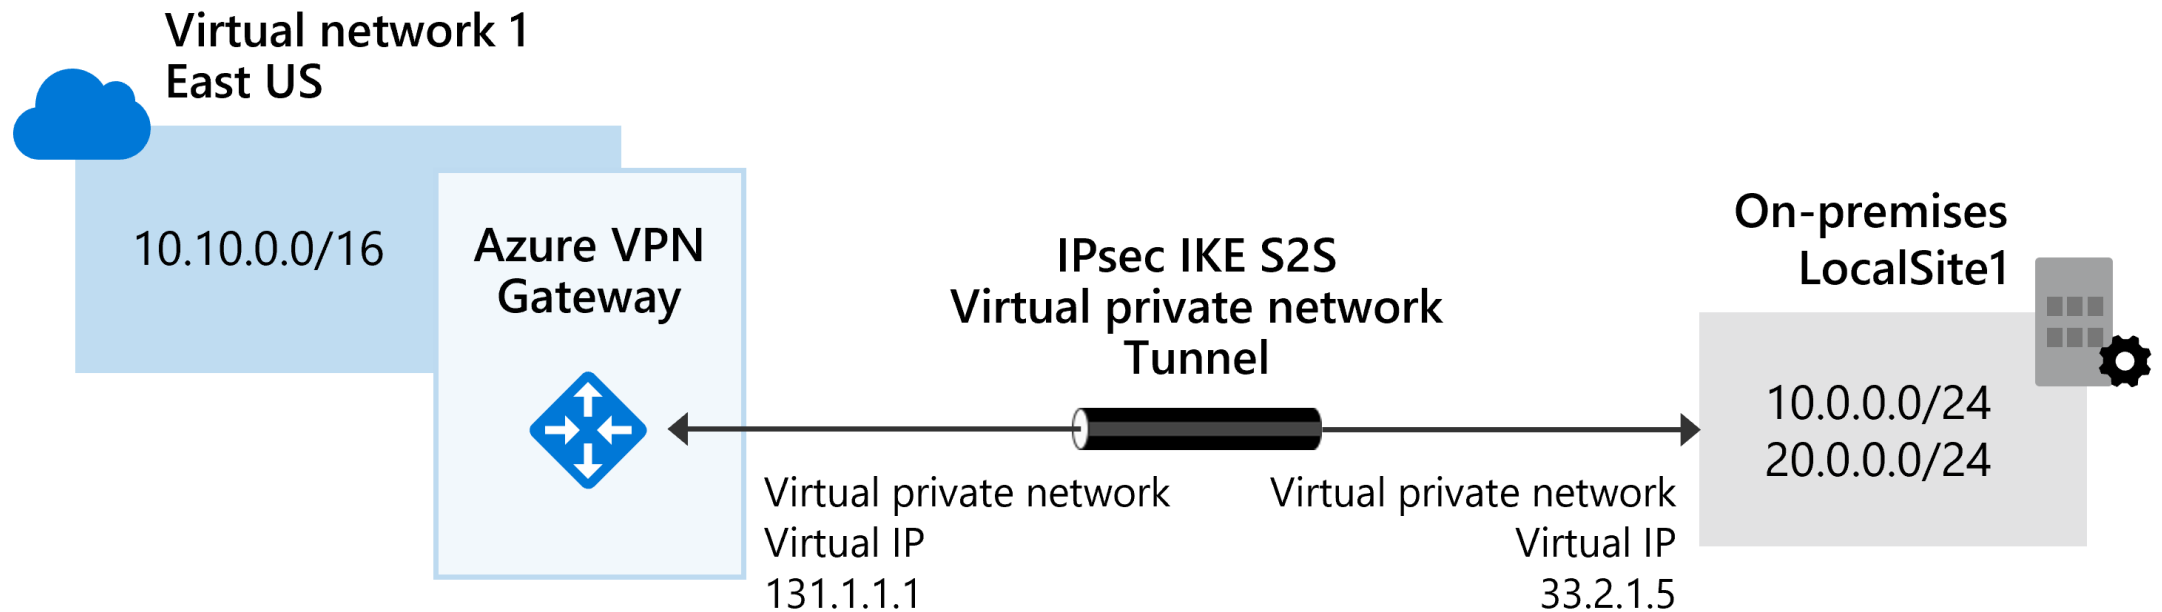 Virtual network 1
East US
10.10.0.0/16
Azure VPN
Gateway
IPsec IKE S2S
Virtual private network
Tunnel
Virtual private network
Virtual IP
131.1.1.1
Virtual private network
Virtual IP
33.2.1.5
On-premises
LocalSite1
10.0.0.0/24
20.0.0.0/24